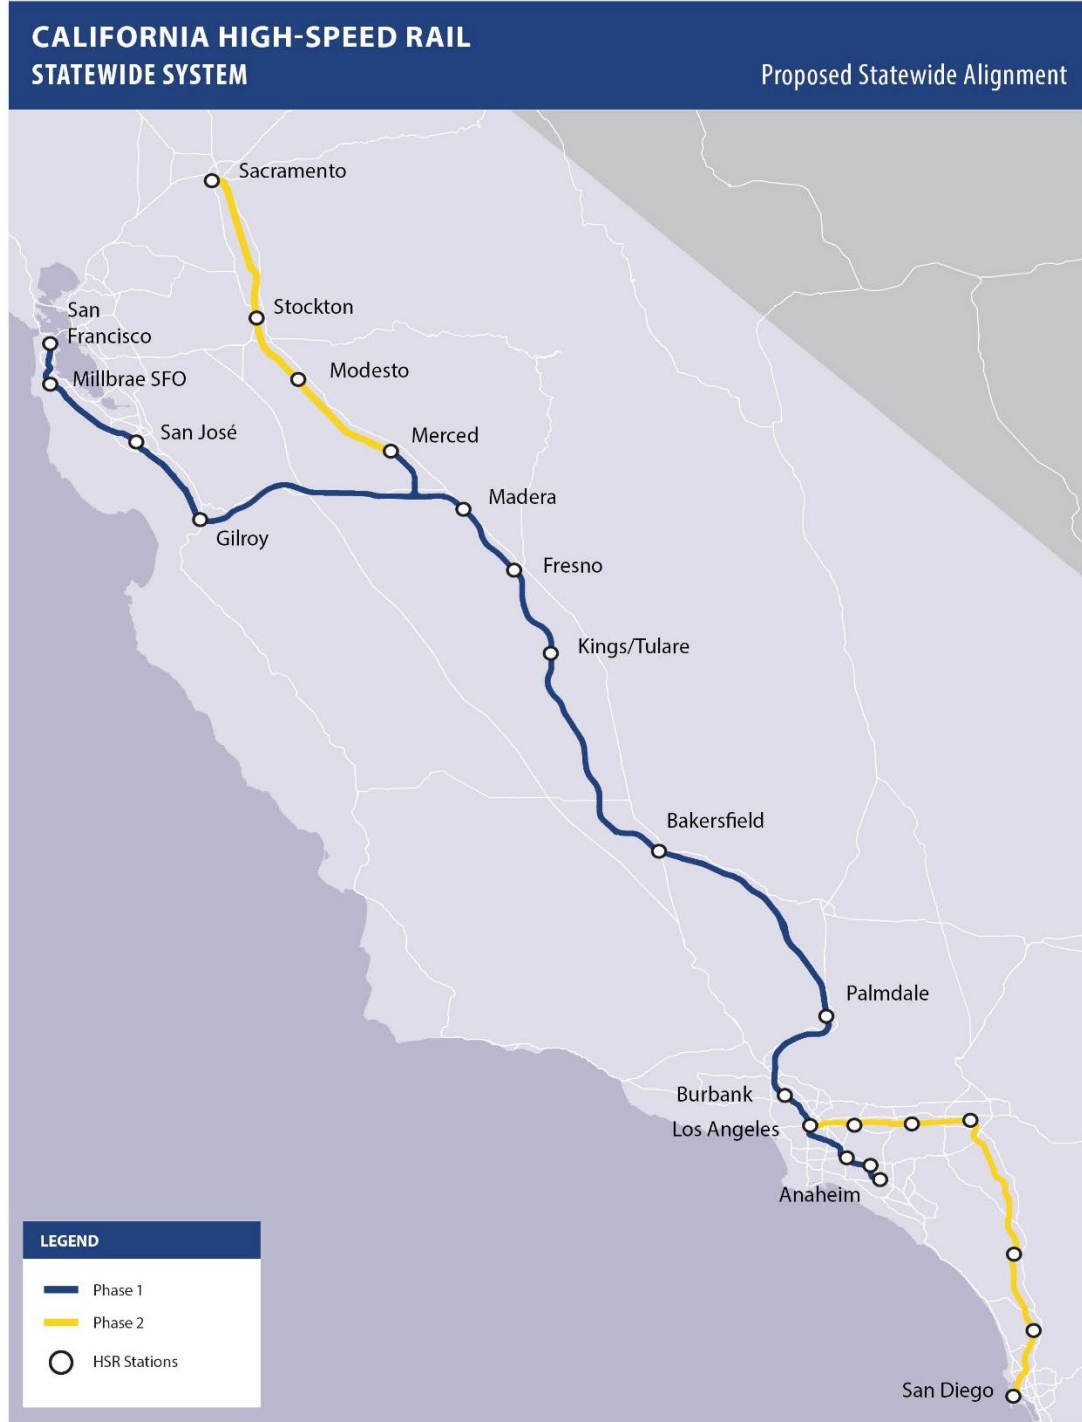 CALIFORNIA HIGH-SPEED RAIL
STATEWIDE SYSTEM
Proposed Statewide Alignment
Sacramento
Stockton
San
Francisco
Modesto
Millbrae SFO
San José
Merced
Madera
Gilroy
Fresno
Kings/Tulare
Bakersfield
Palmdale
Burbank
Los Angeles
Anaheim
San Diego
LEGEND
Phase 1
Phase 2
HSR Stations